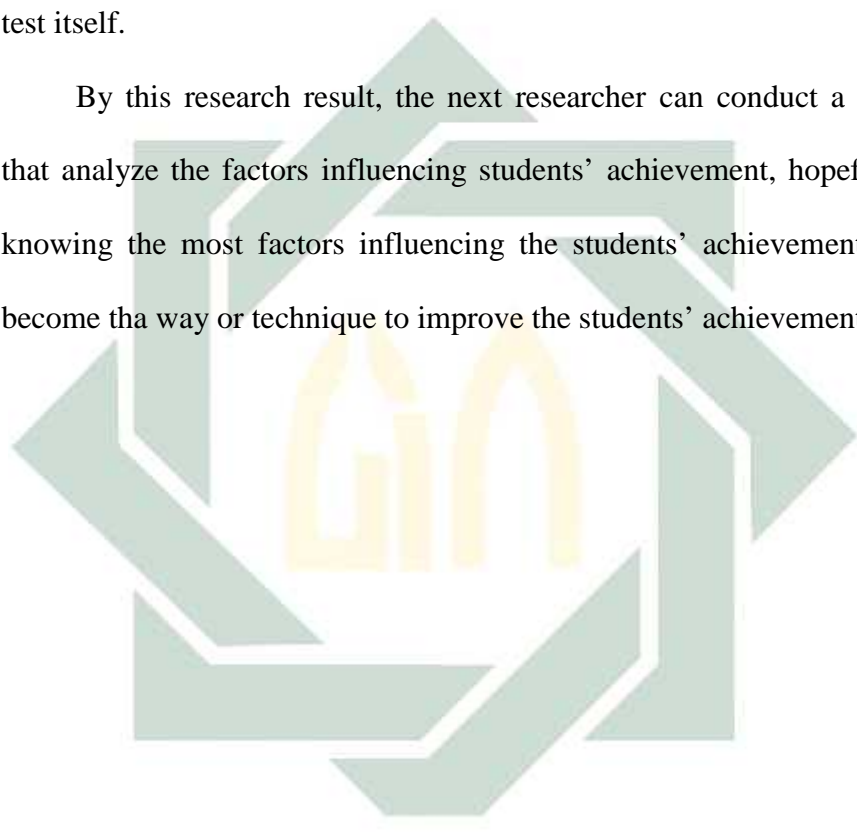 test itself.
By this research result, the next researcher can conduct a
that analyze the factors influencing students’ achievement, hopef
knowing the most factors influencing the students’ achievement
become tha way or technique to improve the students’ achievement